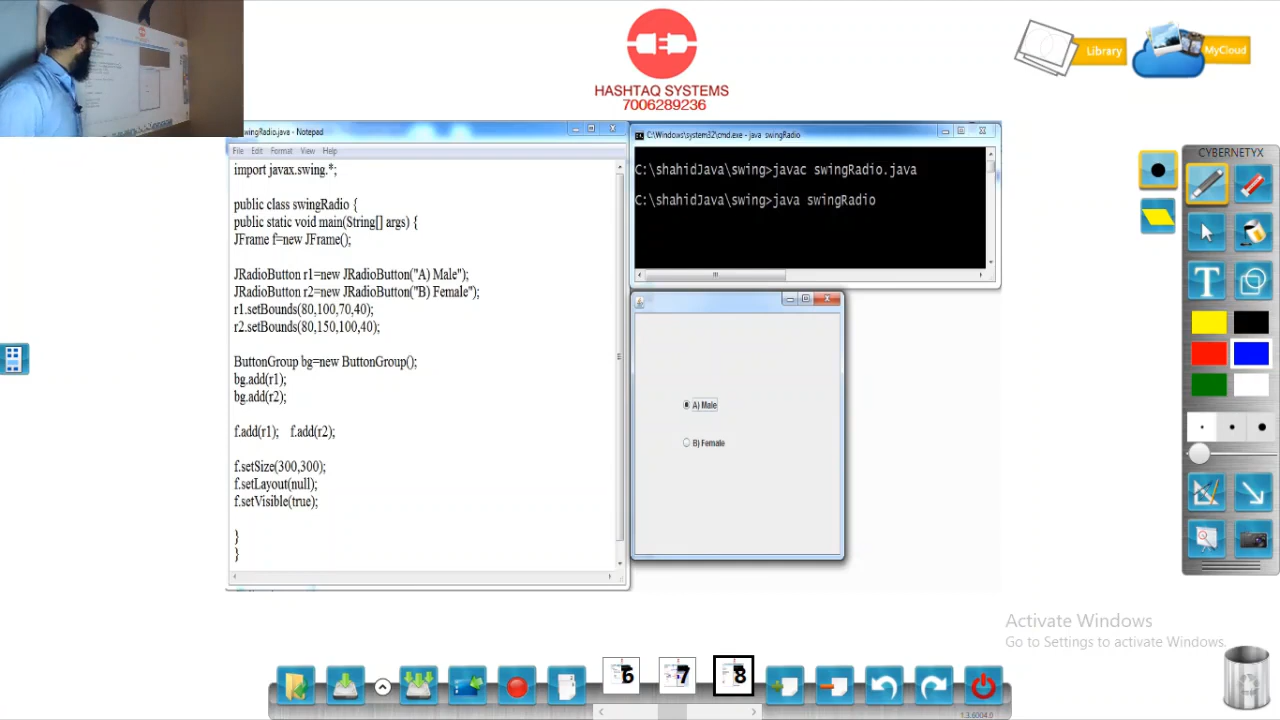 HASHTAQ SYSTEMS
7006289236
Library
MyCloud
swingRadio.java - Notepad
File Edit Format View Help
import javax.swing.*;
public class swingRadio {
public static void main(String[] args) {
JFrame f=new JFrame();
JRadioButton r1=new JRadioButton("A) Male");
JRadioButton r2=new JRadioButton("B) Female");
r1.setBounds(80,100,70,40);
r2.setBounds(80,150,100,40);
ButtonGroup bg=new ButtonGroup();
bg.add(r1);
bg.add(r2);
f.add(r1); f.add(r2);
f.setSize(300,300);
f.setLayout(null);
f.setVisible(true);
}
}
C:\Windows\system32\cmd.exe - java swingRadio
C:\shahidJava\swing>javac swingRadio.java
C:\shahidJava\swing>java swingRadio
A) Male
B) Female
CYBERNETYX
T
Activate Windows
Go to Settings to activate Windows.
6
7
8
1.3.6004.0